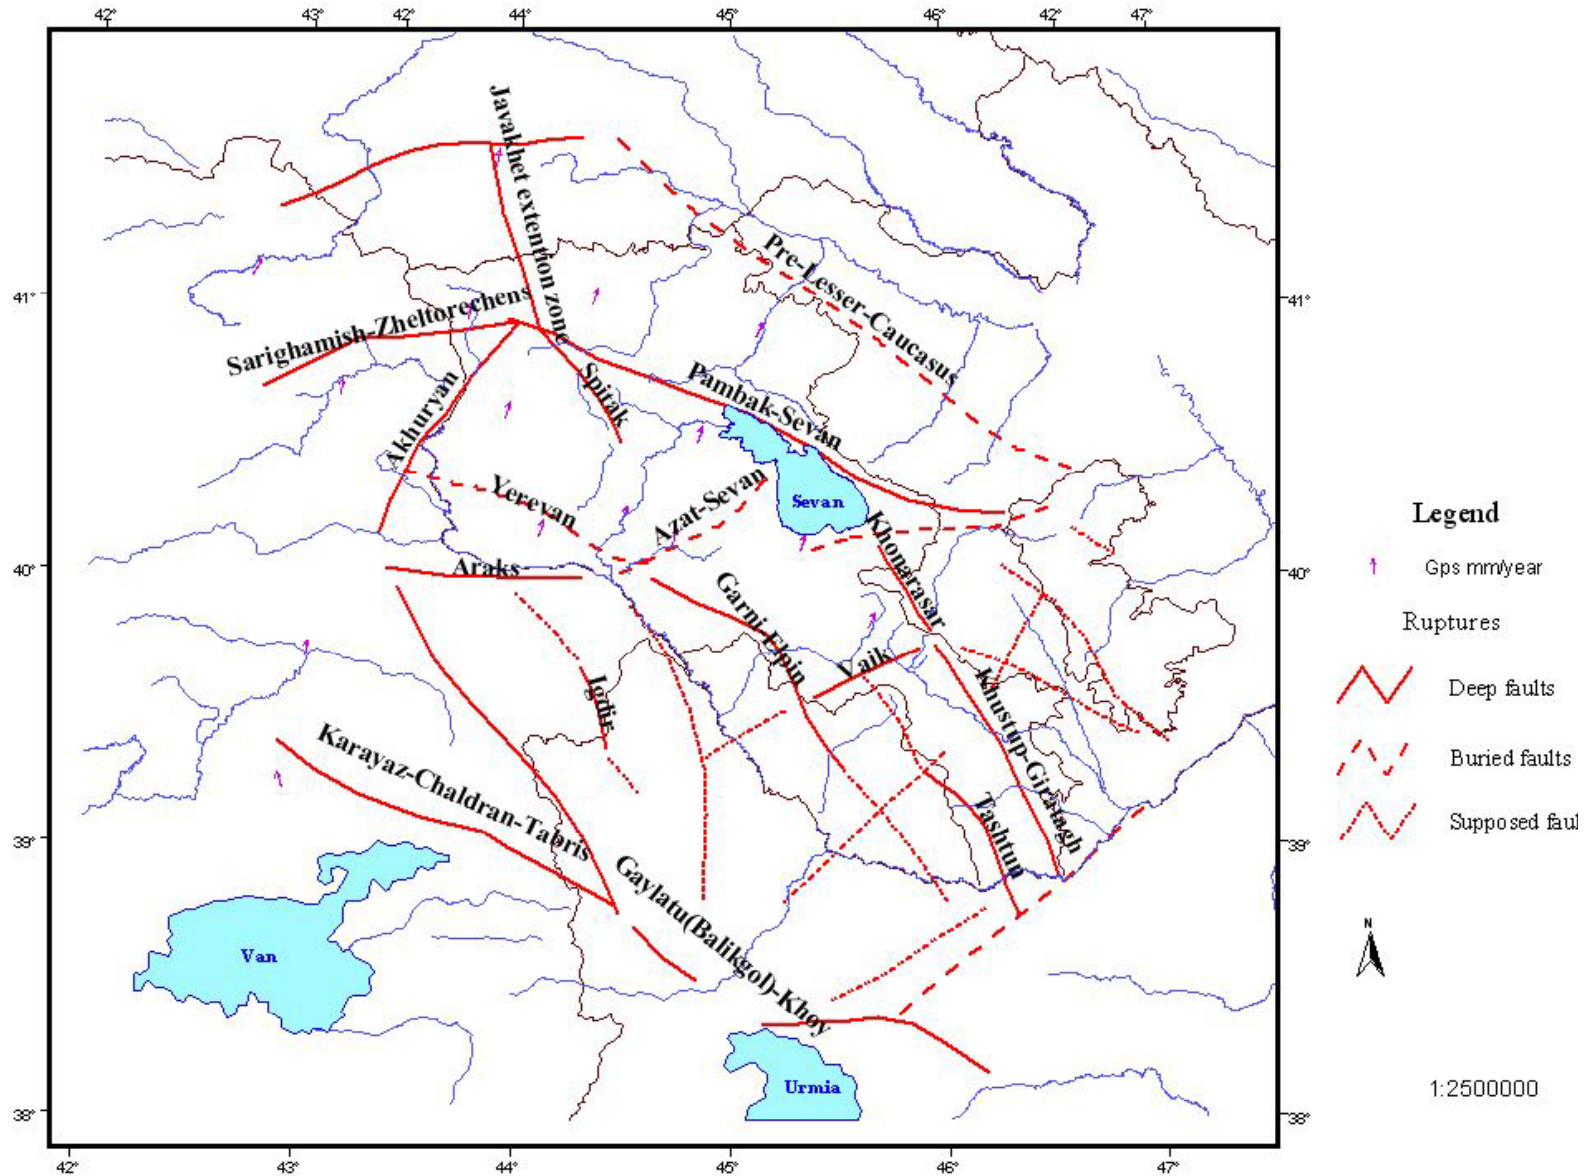 42° 43° 42° 44° 45° 46° 42° 47°
Javakhet extention zone
Pre-Lesser-Caucasus
41° 41°
Sarighamish-Zheltorechens
Akhuryan
Spitak
Pambak-Sevan
Yerevan
Azat-Sevan
Sevan
Khonarasar
40° 40°
Araks
Garni-Elpin
Vaik
Igdir
Khustup-Giratagh
Karayaz-Chaldran-Tabris
Tashtun
39° 39°
Gaylatu(Balikgol)-Khoy
Van
Urmia
38° 38°
42° 43° 44° 45° 46° 47°
Legend
Gps mm/year
Ruptures
Deep faults
Buried faults
Supposed faul
N
1:2500000